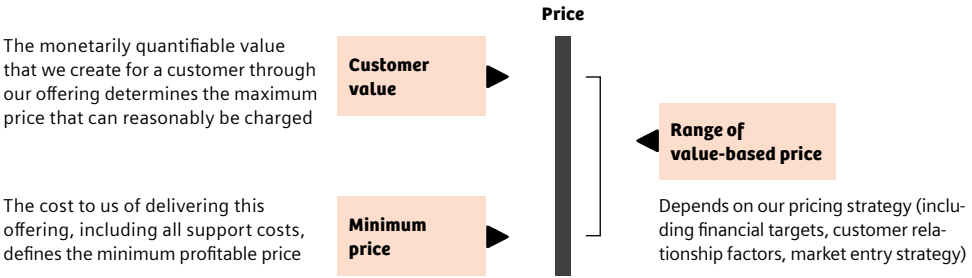 Price
The monetarily quantifiable value
that we create for a customer through
our offering determines the maximum
price that can reasonably be charged
Customer
value
Range of
value-based price
The cost to us of delivering this
offering, including all support costs,
defines the minimum profitable price
Minimum
price
Depends on our pricing strategy (inclu-
ding financial targets, customer rela-
tionship factors, market entry strategy)